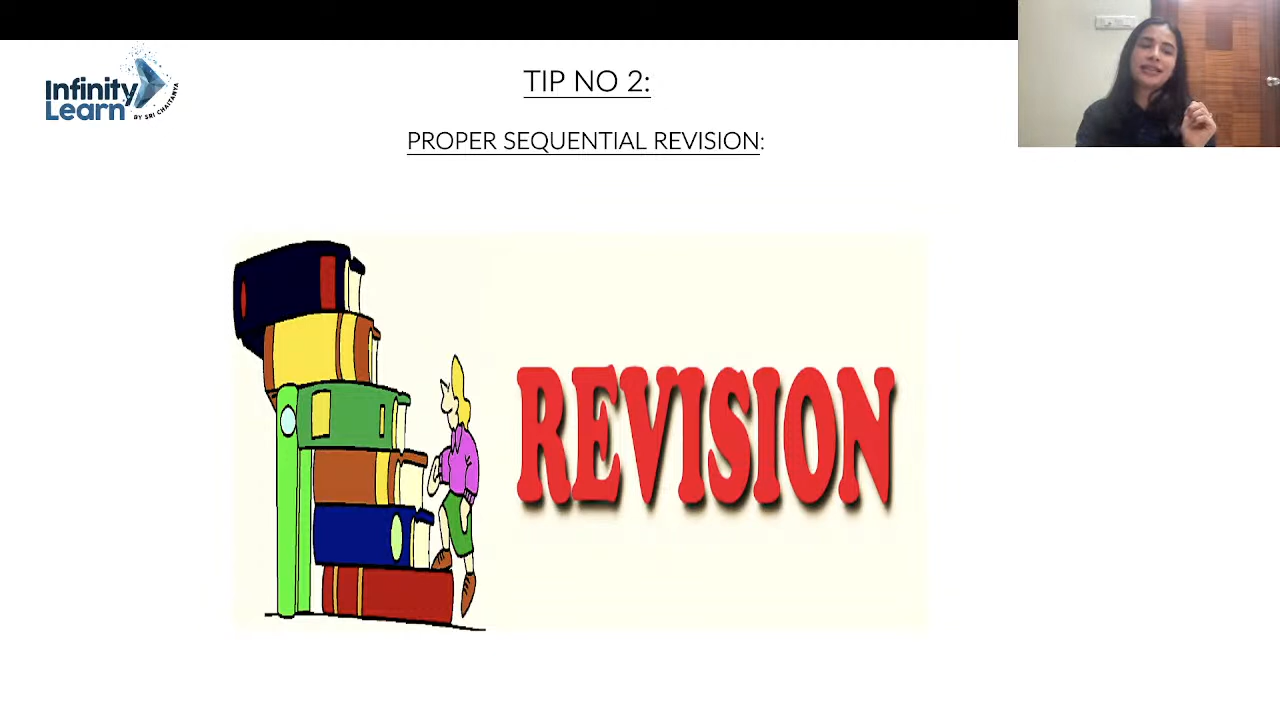 Infinity
Learn
BY SRI CHAITANYA
TIP NO 2:
PROPER SEQUENTIAL REVISION:
REVISION